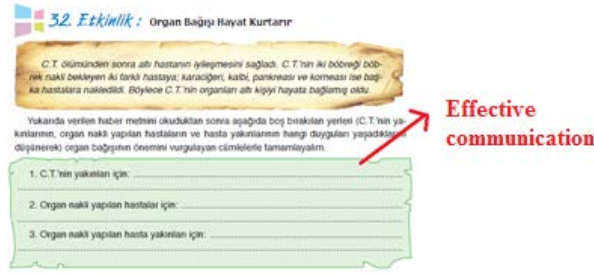 32. Etkinlik : Organ Bağışı Hayat Kurtarır
C.T. ölümünden sonra altı hastanın iyileşmesini sağladı. C.T.'nin iki böbreği böb-
rek nakli bekleyen iki farklı hastaya; karaciğeri, kalbi, pankreası ve korneası ise baş-
ka hastalara nakledildi. Böylece C.T.'nin organları altı kişiyi hayata bağlamış oldu.
Yukarıda verilen haber metnini okuduktan sonra aşağıda boş bırakılan yerleri (C.T.'nin ya-
kınlarının, organ nakli yapılan hastaların ve hasta yakınlarının hangi duyguları yaşadıklarını
düşünerek) organ bağışının önemini vurgulayan cümlelerle tamamlayalım.
Effective
communication
1. C.T.'nin yakınları için:
2. Organ nakli yapılan hastalar için:
3. Organ nakli yapılan hasta yakınları için: